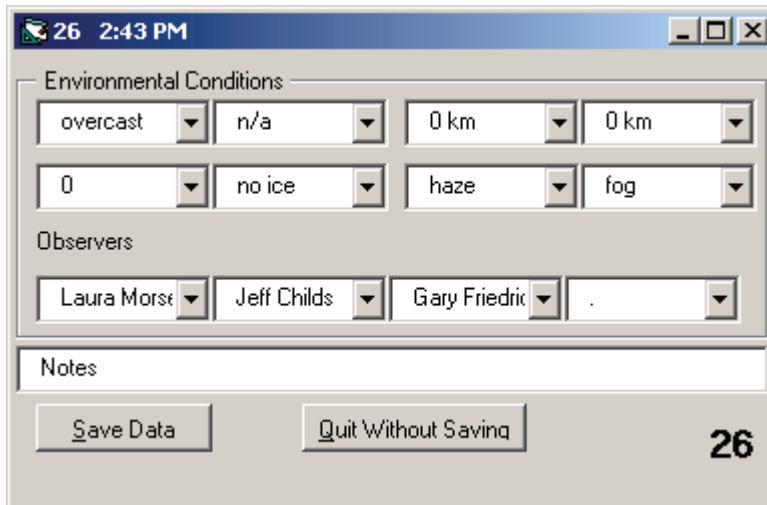 26 2:43 PM
Environmental Conditions
overcast n/a 0 km 0 km
0 no ice haze fog
Observers
Laura Morse Jeff Childs Gary Friedric .
Notes
Save Data Quit Without Saving
26